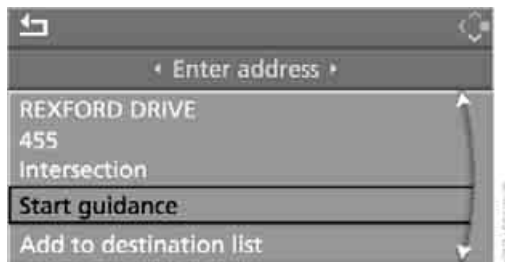 Enter address
REXFORD DRIVE
455
Intersection
Start guidance
Add to destination list